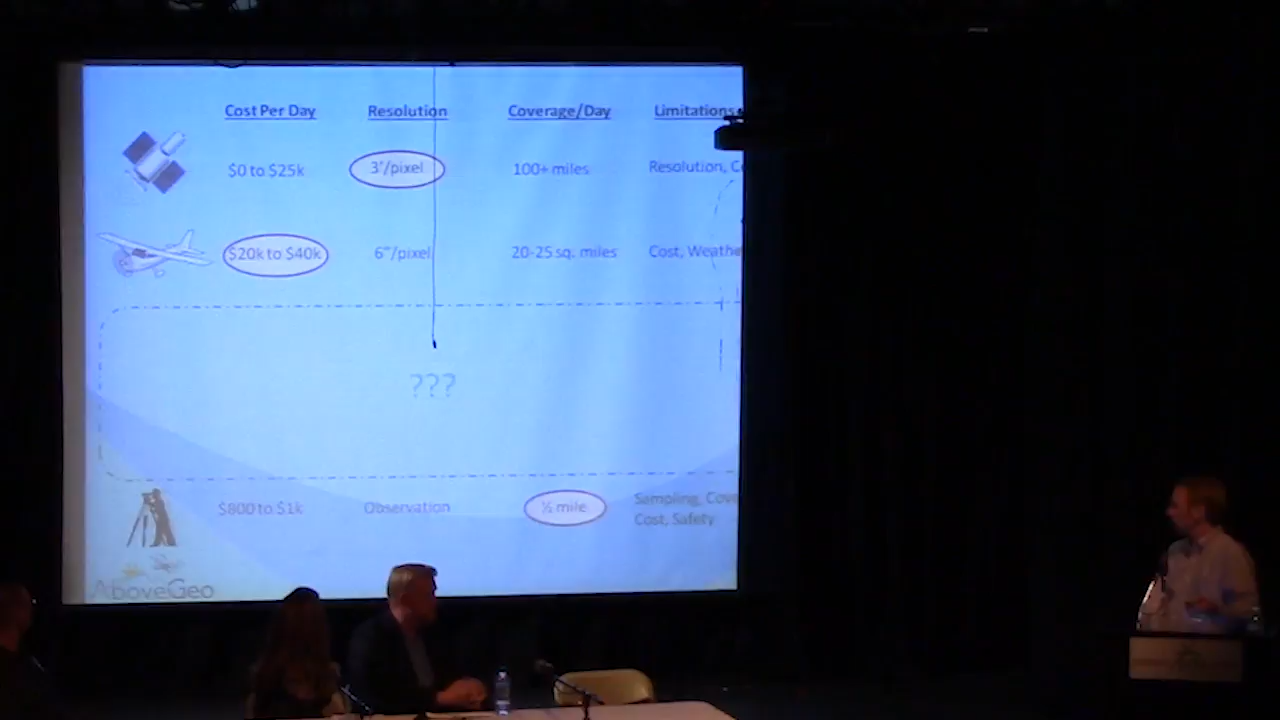 Cost Per Day Resolution Coverage/Day Limitations
$0 to $25k 3'/pixel 100+ miles Resolution,
$20k to $40k 6"/pixel 20-25 sq. miles Cost,
???
$800 to $1k Observation ½ mile Sampling,
Cost, Safety
AboveGeo